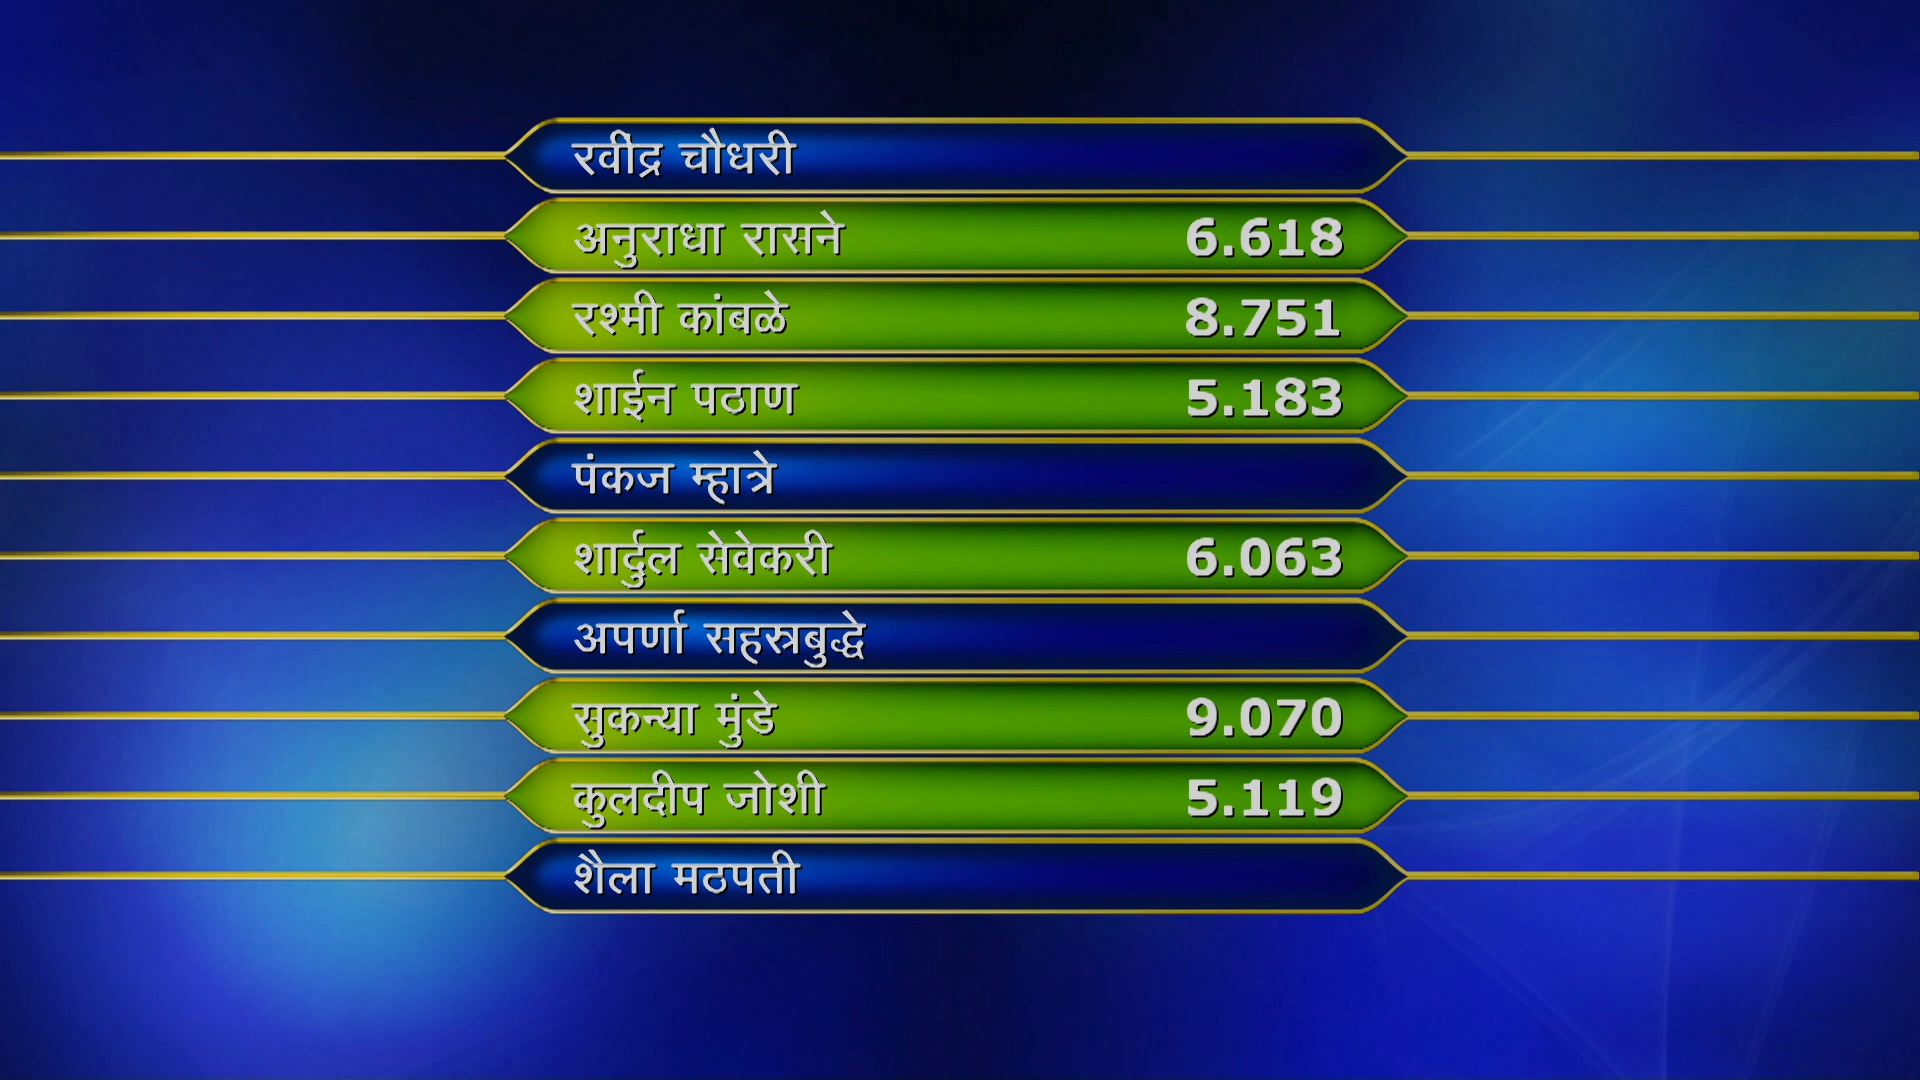 रवींद्र चौधरी
अनुराधा रासने 6.618
रश्मी कांबळे 8.751
शाईन पठाण 5.183
पंकज म्हात्रे
शार्दुल सेवेकरी 6.063
अपर्णा सहस्रबुद्धे
सुकन्या मुंडे 9.070
कुलदीप जोशी 5.119
शैला मठपती